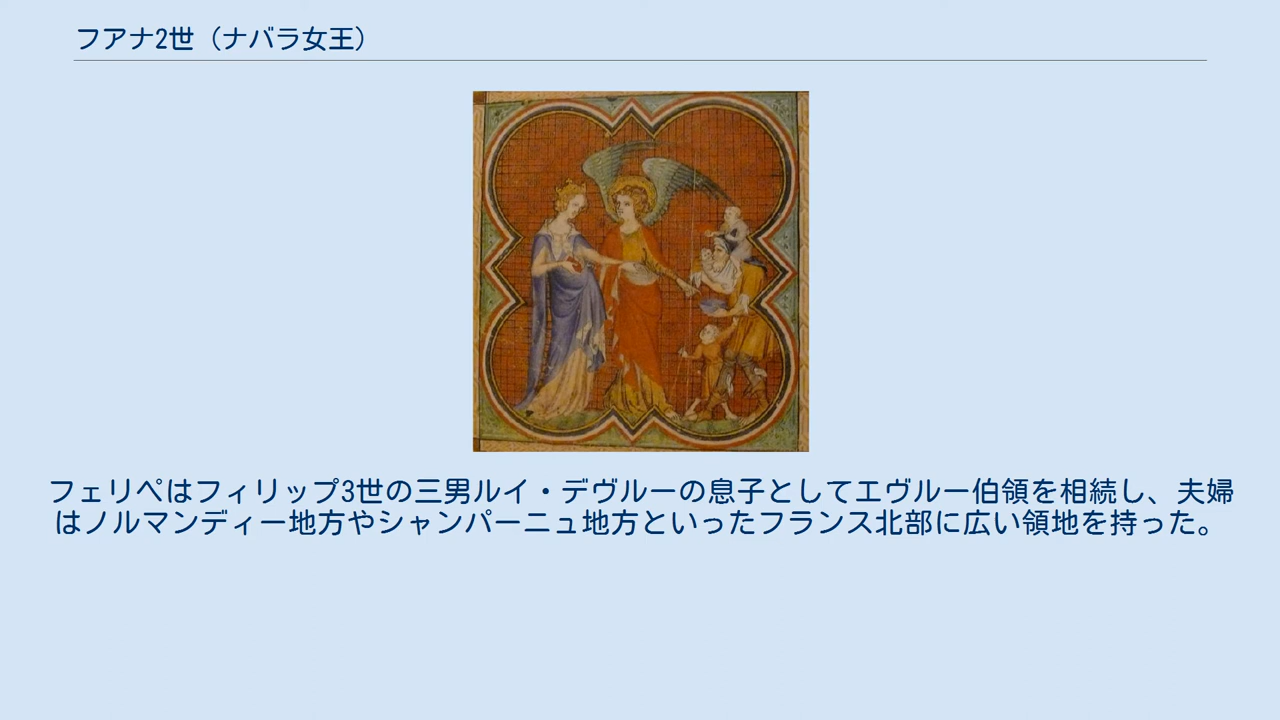 フアナ2世（ナバラ女王）
フェリペはフィリップ3世の三男ルイ・デヴルーの息子としてエヴルー伯領を相続し、夫婦
はノルマンディー地方やシャンパーニュ地方といったフランス北部に広い領地を持った。